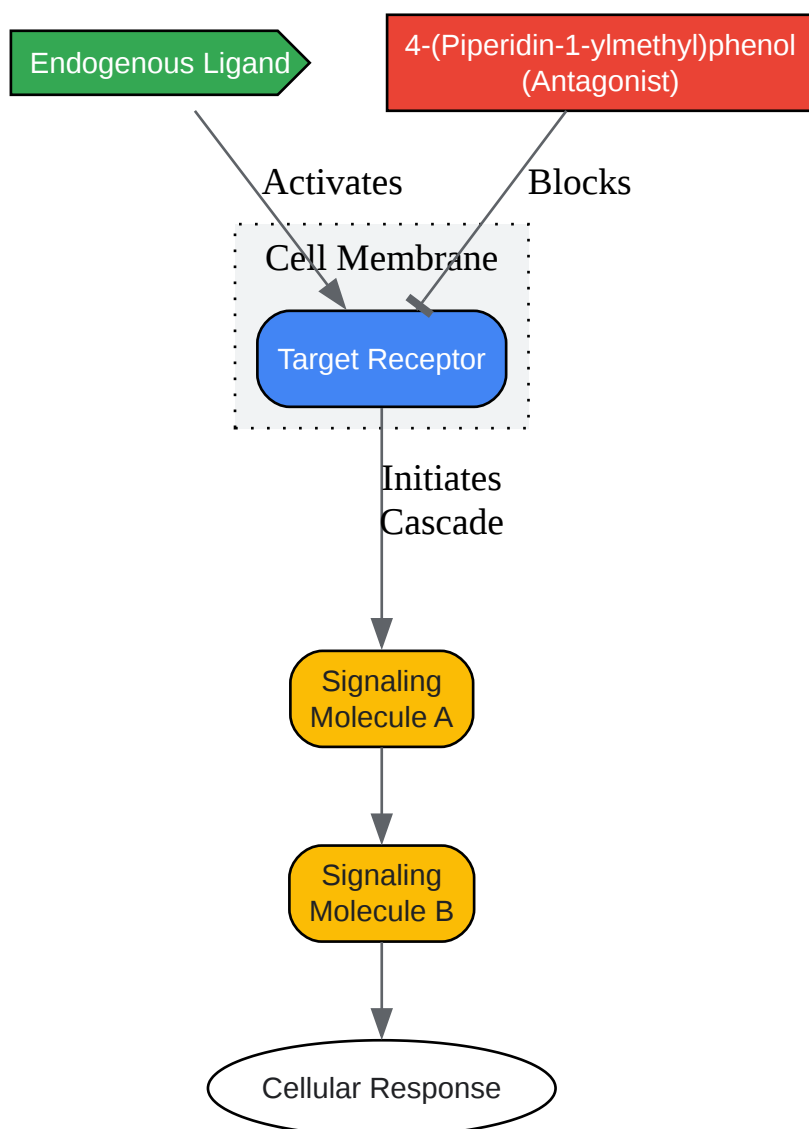 Endogenous Ligand
4-(Piperidin-1-ylmethyl)phenol
(Antagonist)
Activates
Blocks
Cell Membrane
Target Receptor
Initiates
Cascade
Signaling
Molecule A
Signaling
Molecule B
Cellular Response